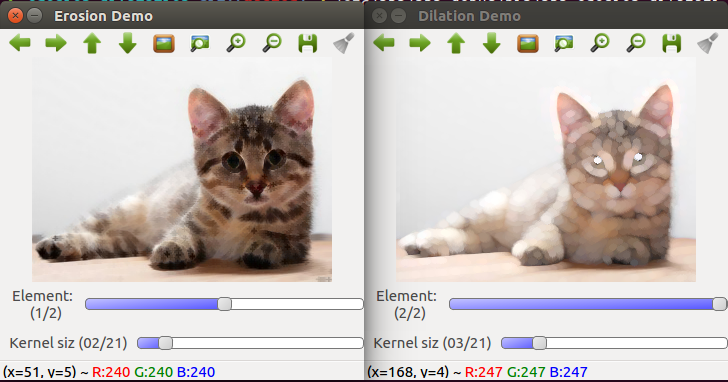 Erosion Demo
Element:
(1/2)
Kernel siz (02/21)
(x=51, y=5) ~ R:240 G:240 B:240
Dilation Demo
Element:
(2/2)
Kernel siz (03/21)
(x=168, y=4) ~ R:247 G:247 B:247